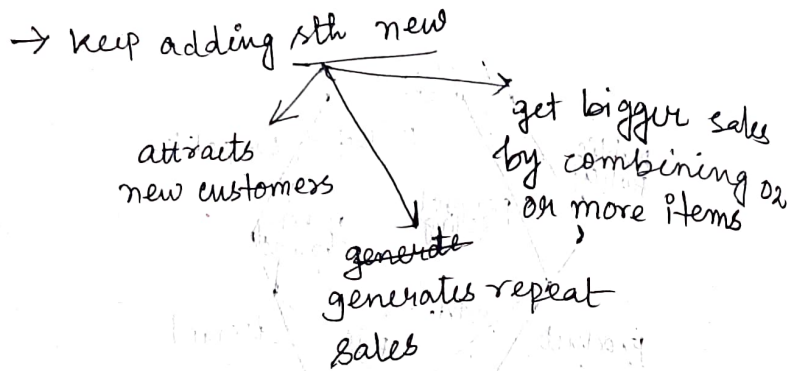 → keep adding sth new
attracts
new customers
generate
generates repeat
sales
get bigger sales
by combining 02
or more items